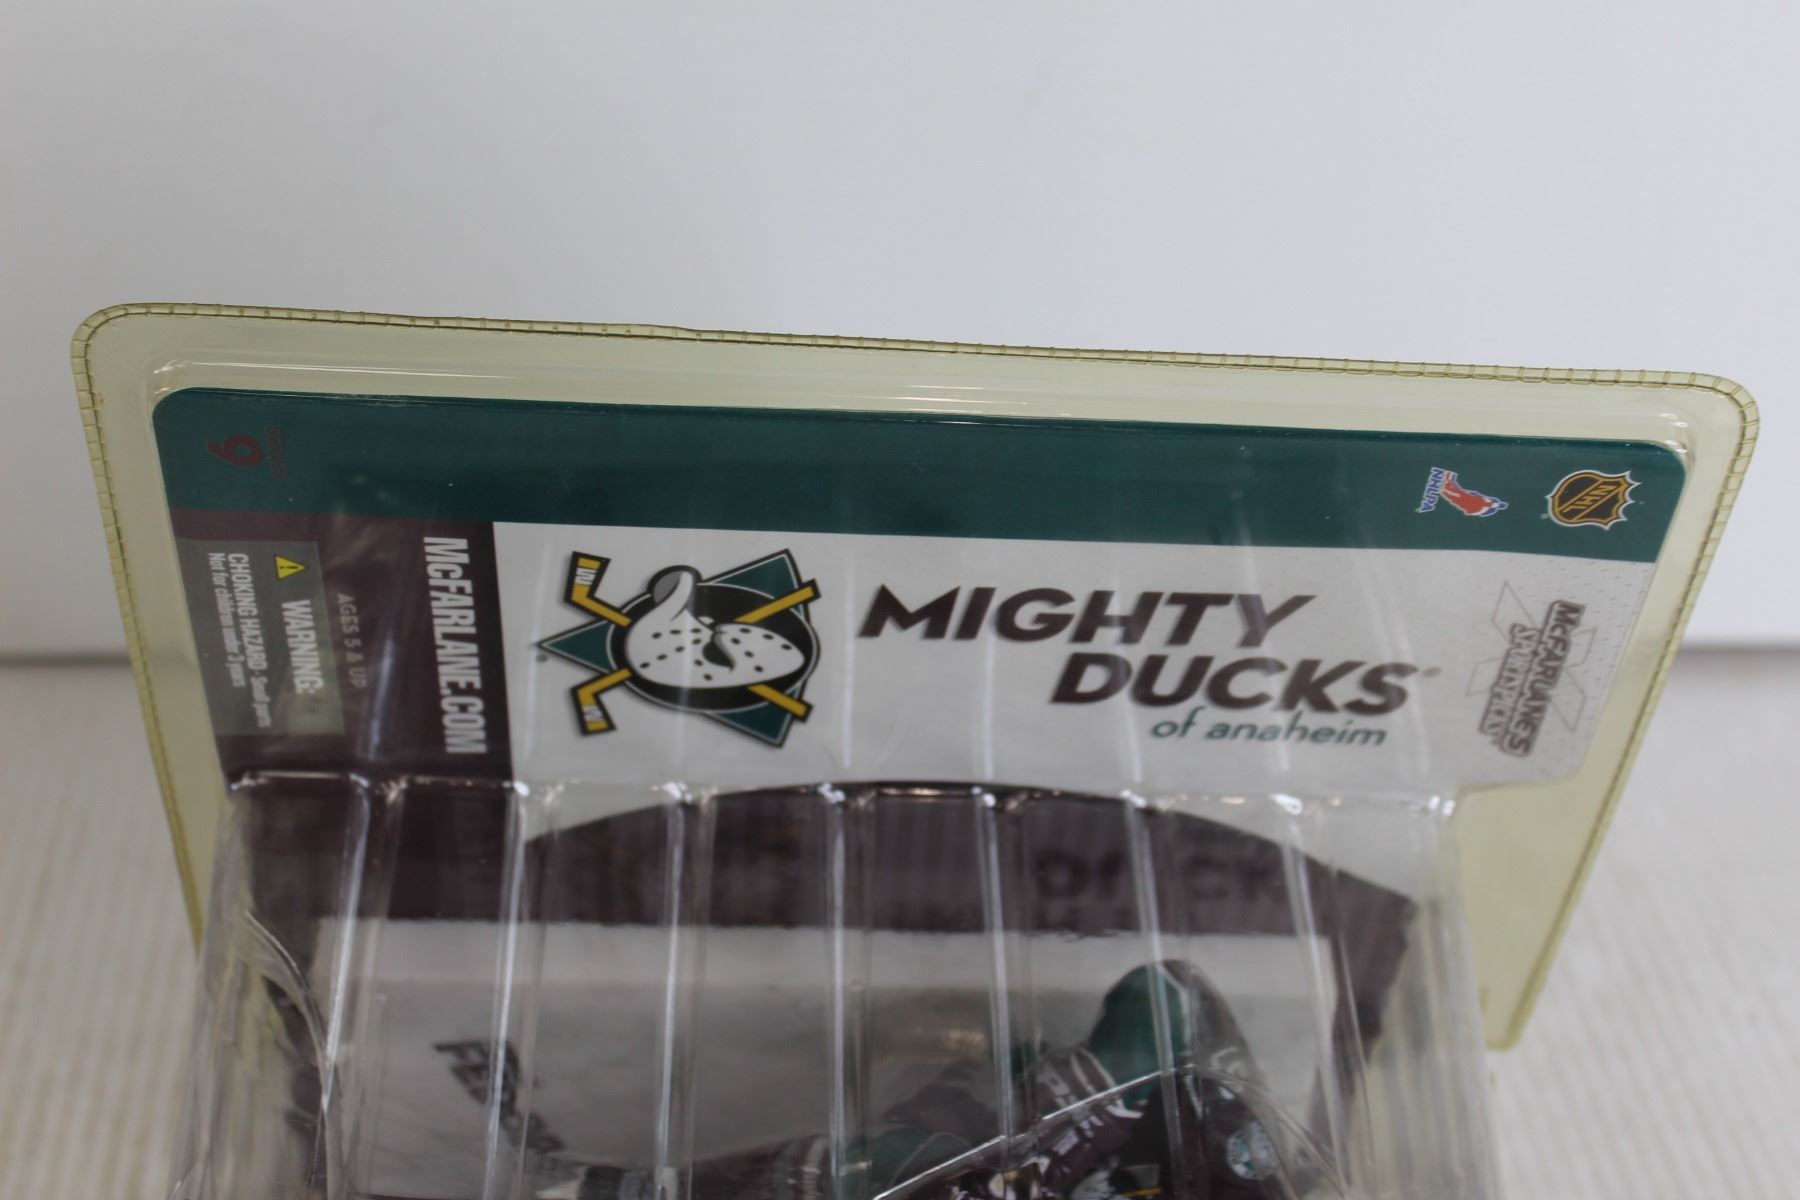 MIGHTY
DUCKS
of anaheim
McFARLANE'S
SPORTSPICKS
NHL
NHLPA
SERIES
6
McFARLANE.COM
AGES 5 & UP
WARNING:
CHOKING HAZARD- Small parts
Not for children under 3 years